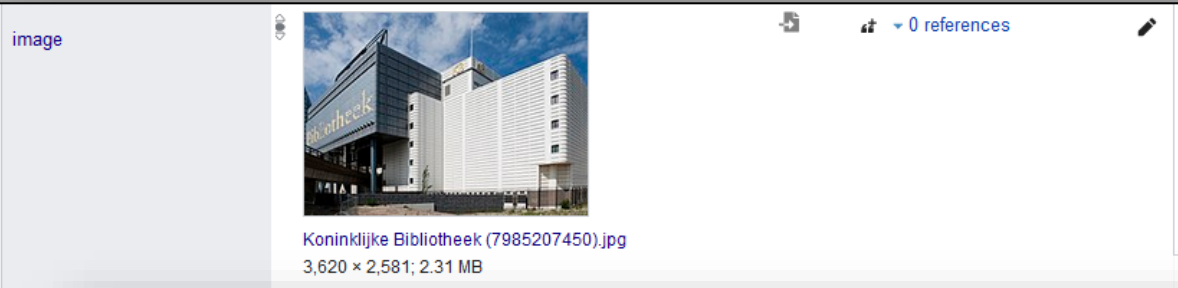 image
0 references
Bibliotheek
Koninklijke Bibliotheek (7985207450).jpg
3,620 × 2,581; 2.31 MB